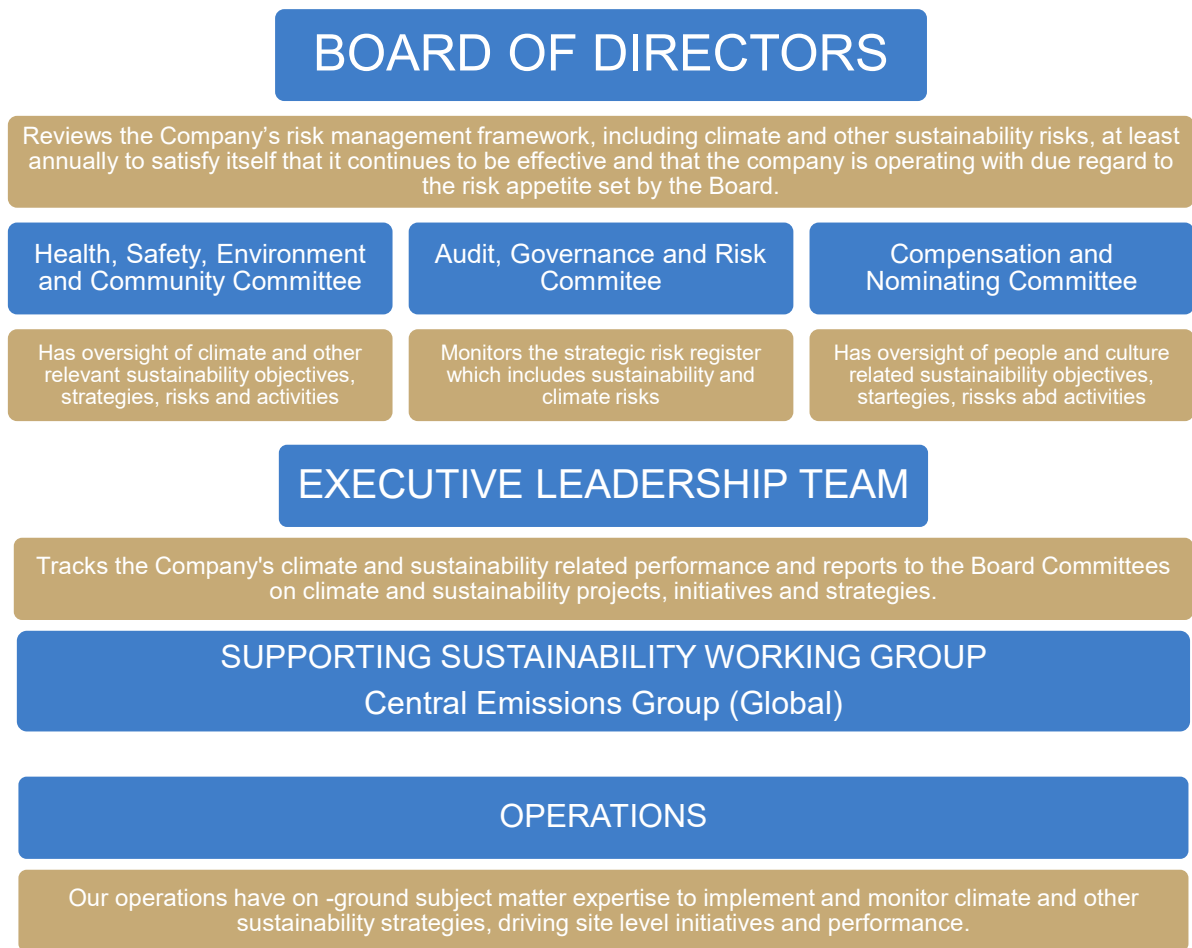 BOARD OF DIRECTORS
Reviews the Company’s risk management framework, including climate and other sustainability risks, at least
annually to satisfy itself that it continues to be effective and that the company is operating with due regard to
the risk appetite set by the Board.
Health, Safety, Environment
and Community Committee
Audit, Governance and Risk
Commitee
Compensation and
Nominating Committee
Has oversight of climate and other
relevant sustainability objectives,
strategies, risks and activities
Monitors the strategic risk register
which includes sustainability and
climate risks
Has oversight of people and culture
related sustainaibility objectives,
startegies, rissks abd activities
EXECUTIVE LEADERSHIP TEAM
Tracks the Company's climate and sustainability related performance and reports to the Board Committees
on climate and sustainability projects, initiatives and strategies.
SUPPORTING SUSTAINABILITY WORKING GROUP
Central Emissions Group (Global)
OPERATIONS
Our operations have on -ground subject matter expertise to implement and monitor climate and other
sustainability strategies, driving site level initiatives and performance.